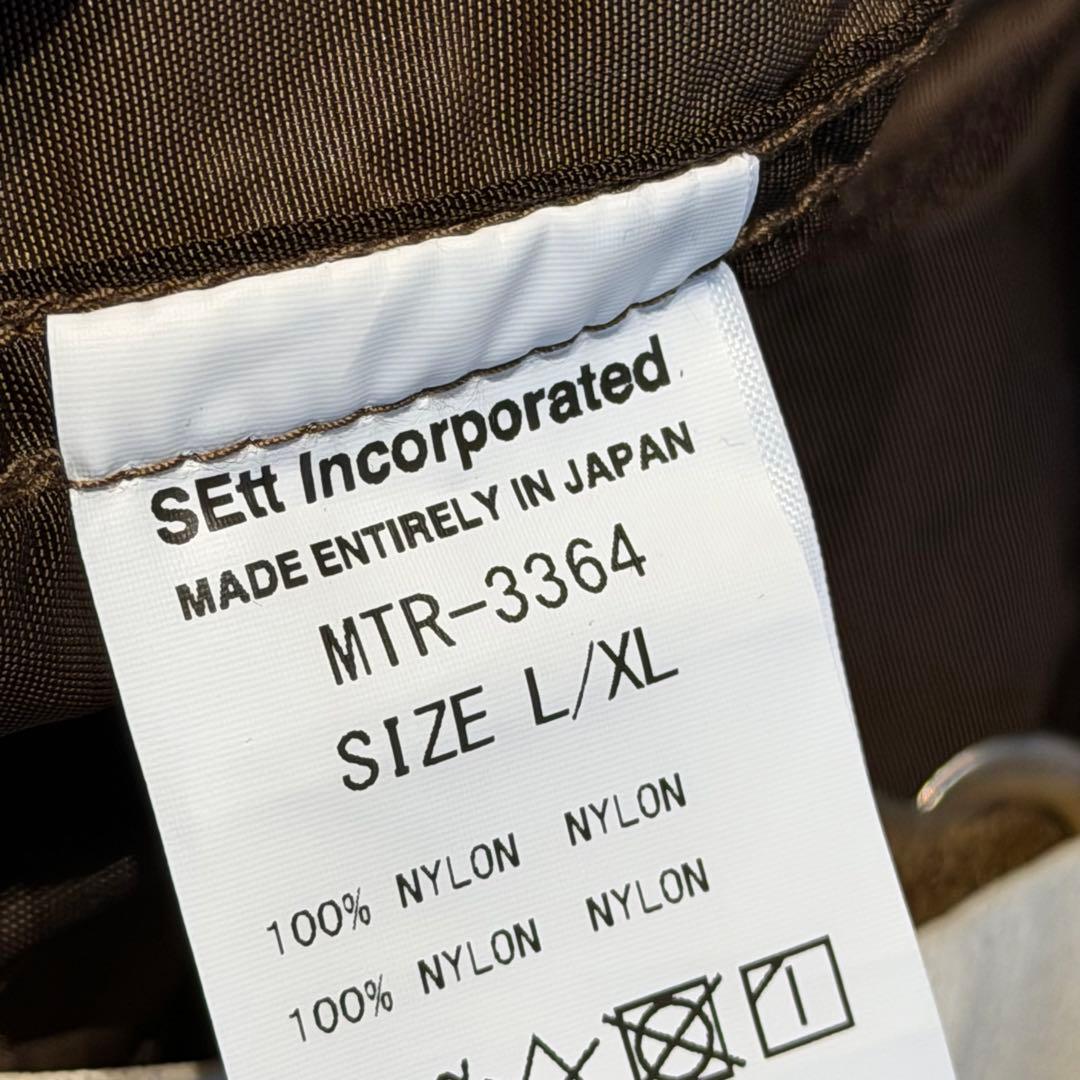 SEtt Incorporated
MADE ENTIRELY IN JAPAN
MTR-3364
SIZE L/XL
100% NYLON NYLON
100% NYLON NYLON